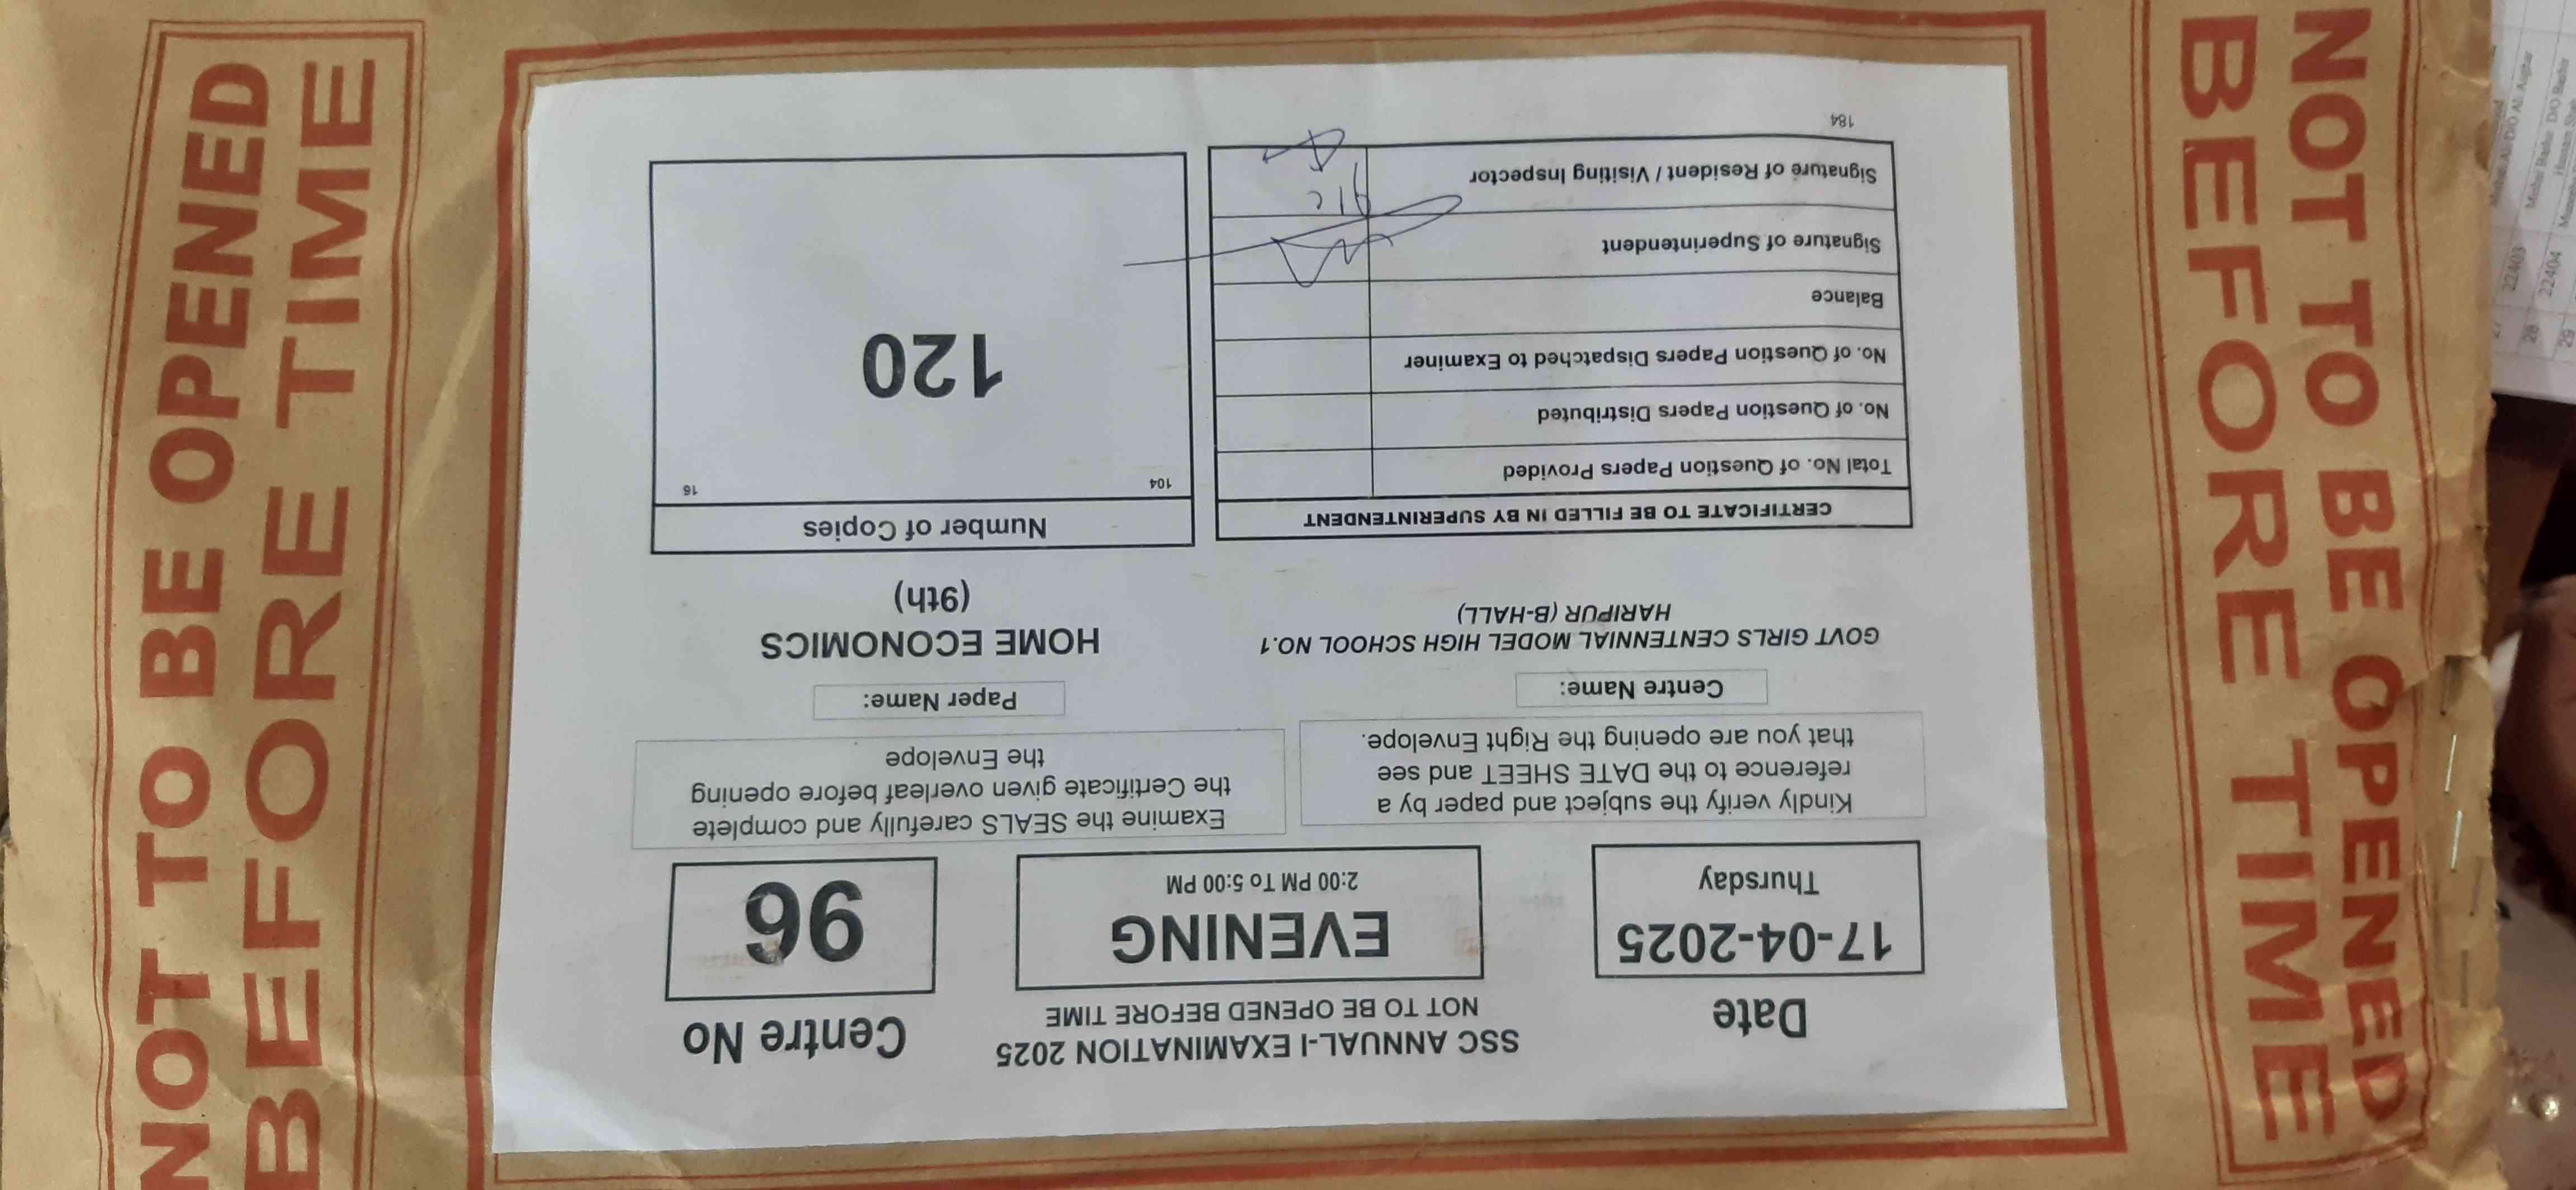 NOT TO BE OPENED
BEFORE TIME
SSC ANNUAL-I EXAMINATION 2025
NOT TO BE OPENED BEFORE TIME
Date
17-04-2025
Thursday
EVENING
2:00 PM To 5:00 PM
Centre No
96
Kindly verify the subject and paper by a
reference to the DATE SHEET and see
that you are opening the Right Envelope.
Examine the SEALS carefully and complete
the Certificate given overleaf before opening
the Envelope
Centre Name:
GOVT GIRLS CENTENNIAL MODEL HIGH SCHOOL NO.1
HARIPUR (B-HALL)
Paper Name:
HOME ECONOMICS
(9th)
CERTIFICATE TO BE FILLED IN BY SUPERINTENDENT
Total No. of Question Papers Provided
No. of Question Papers Distributed
No. of Question Papers Dispatched to Examiner
Balance
Signature of Superintendent
Signature of Resident / Visiting Inspector
184
Number of Copies
104 16
120
NOT TO BE OPENED
BEFORE TIME
28 22404
29
22403